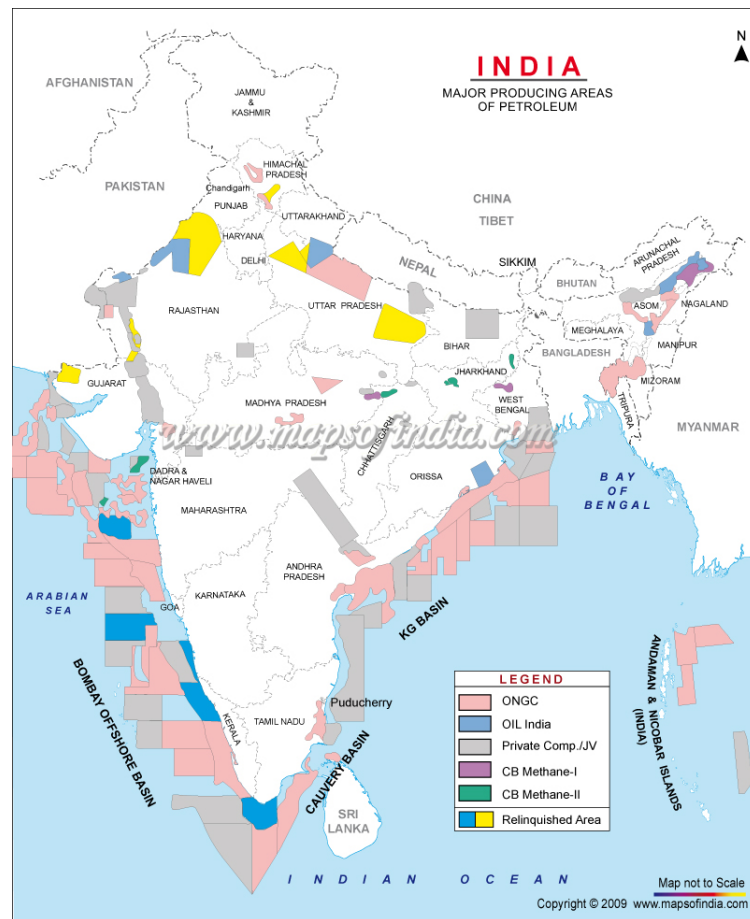 N
INDIA
MAJOR PRODUCING AREAS
OF PETROLEUM
AFGHANISTAN
JAMMU
&
KASHMIR
PAKISTAN
HIMACHAL
PRADESH
Chandigarh
PUNJAB
UTTARAKHAND
HARYANA
DELHI
CHINA
TIBET
NEPAL
SIKKIM
BHUTAN
ARUNACHAL
PRADESH
RAJASTHAN
UTTAR PRADESH
BIHAR
ASOM
NAGALAND
MEGHALAYA
MANIPUR
BANGLADESH
GUJARAT
JHARKHAND
MIZORAM
MADHYA PRADESH
WEST
BENGAL
TRIPURA
MYANMAR
www.mapsofindia.com
CHHATTISGARH
DADRA &
NAGAR HAVELI
ORISSA
BAY
OF
BENGAL
MAHARASHTRA
ANDHRA
PRADESH
ARABIAN
SEA
KARNATAKA
GOA
KG BASIN
BOMBAY OFFSHORE BASIN
ANDAMAN & NICOBAR ISLANDS
(INDIA)
Puducherry
KERALA
TAMIL NADU
CAUVERY BASIN
SRI
LANKA
LEGEND
ONGC
OIL India
Private Comp./JV
CB Methane-I
CB Methane-II
Relinquished Area
INDIAN OCEAN
Map not to Scale
Copyright © 2009 www.mapsofindia.com